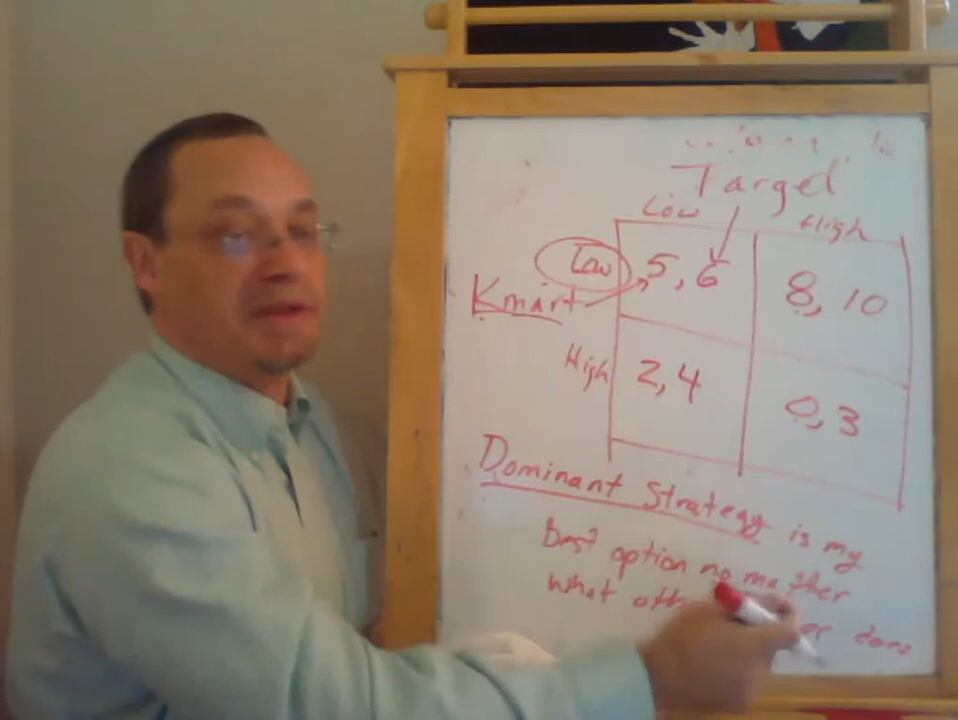 Target
Low High
Low 5, 6 8, 10
Kmart
High 2, 4 0, 3
Dominant Strategy is my
Best option no matter
what